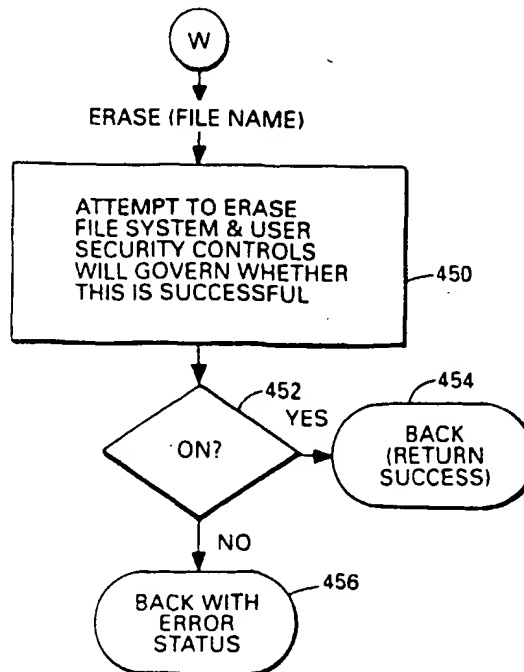 W
ERASE (FILE NAME)
ATTEMPT TO ERASE
FILE SYSTEM & USER
SECURITY CONTROLS
WILL GOVERN WHETHER
THIS IS SUCCESSFUL
450
452
ON?
YES
454
BACK
(RETURN
SUCCESS)
NO
456
BACK WITH
ERROR
STATUS